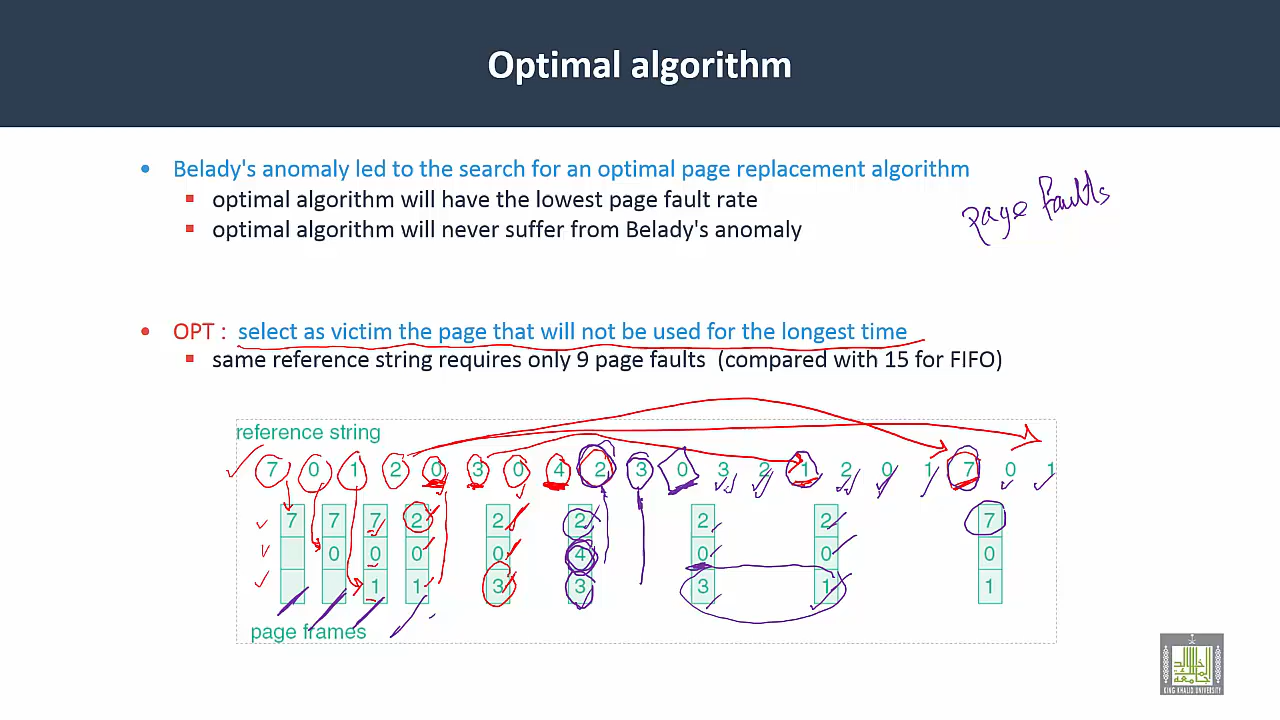 Optimal algorithm
• Belady's anomaly led to the search for an optimal page replacement algorithm
▪ optimal algorithm will have the lowest page fault rate
▪ optimal algorithm will never suffer from Belady's anomaly
page faults
• OPT : select as victim the page that will not be used for the longest time
▪ same reference string requires only 9 page faults (compared with 15 for FIFO)
reference string
7 0 1 2 0 3 0 4 2 3 0 3 2 1 2 0 1 7 0 1
7 7 7 2 2 2 2 2 7
0 0 0 0 4 0 0 0
1 1 3 3 3 1 1
page frames
KING KHALID UNIVERSITY